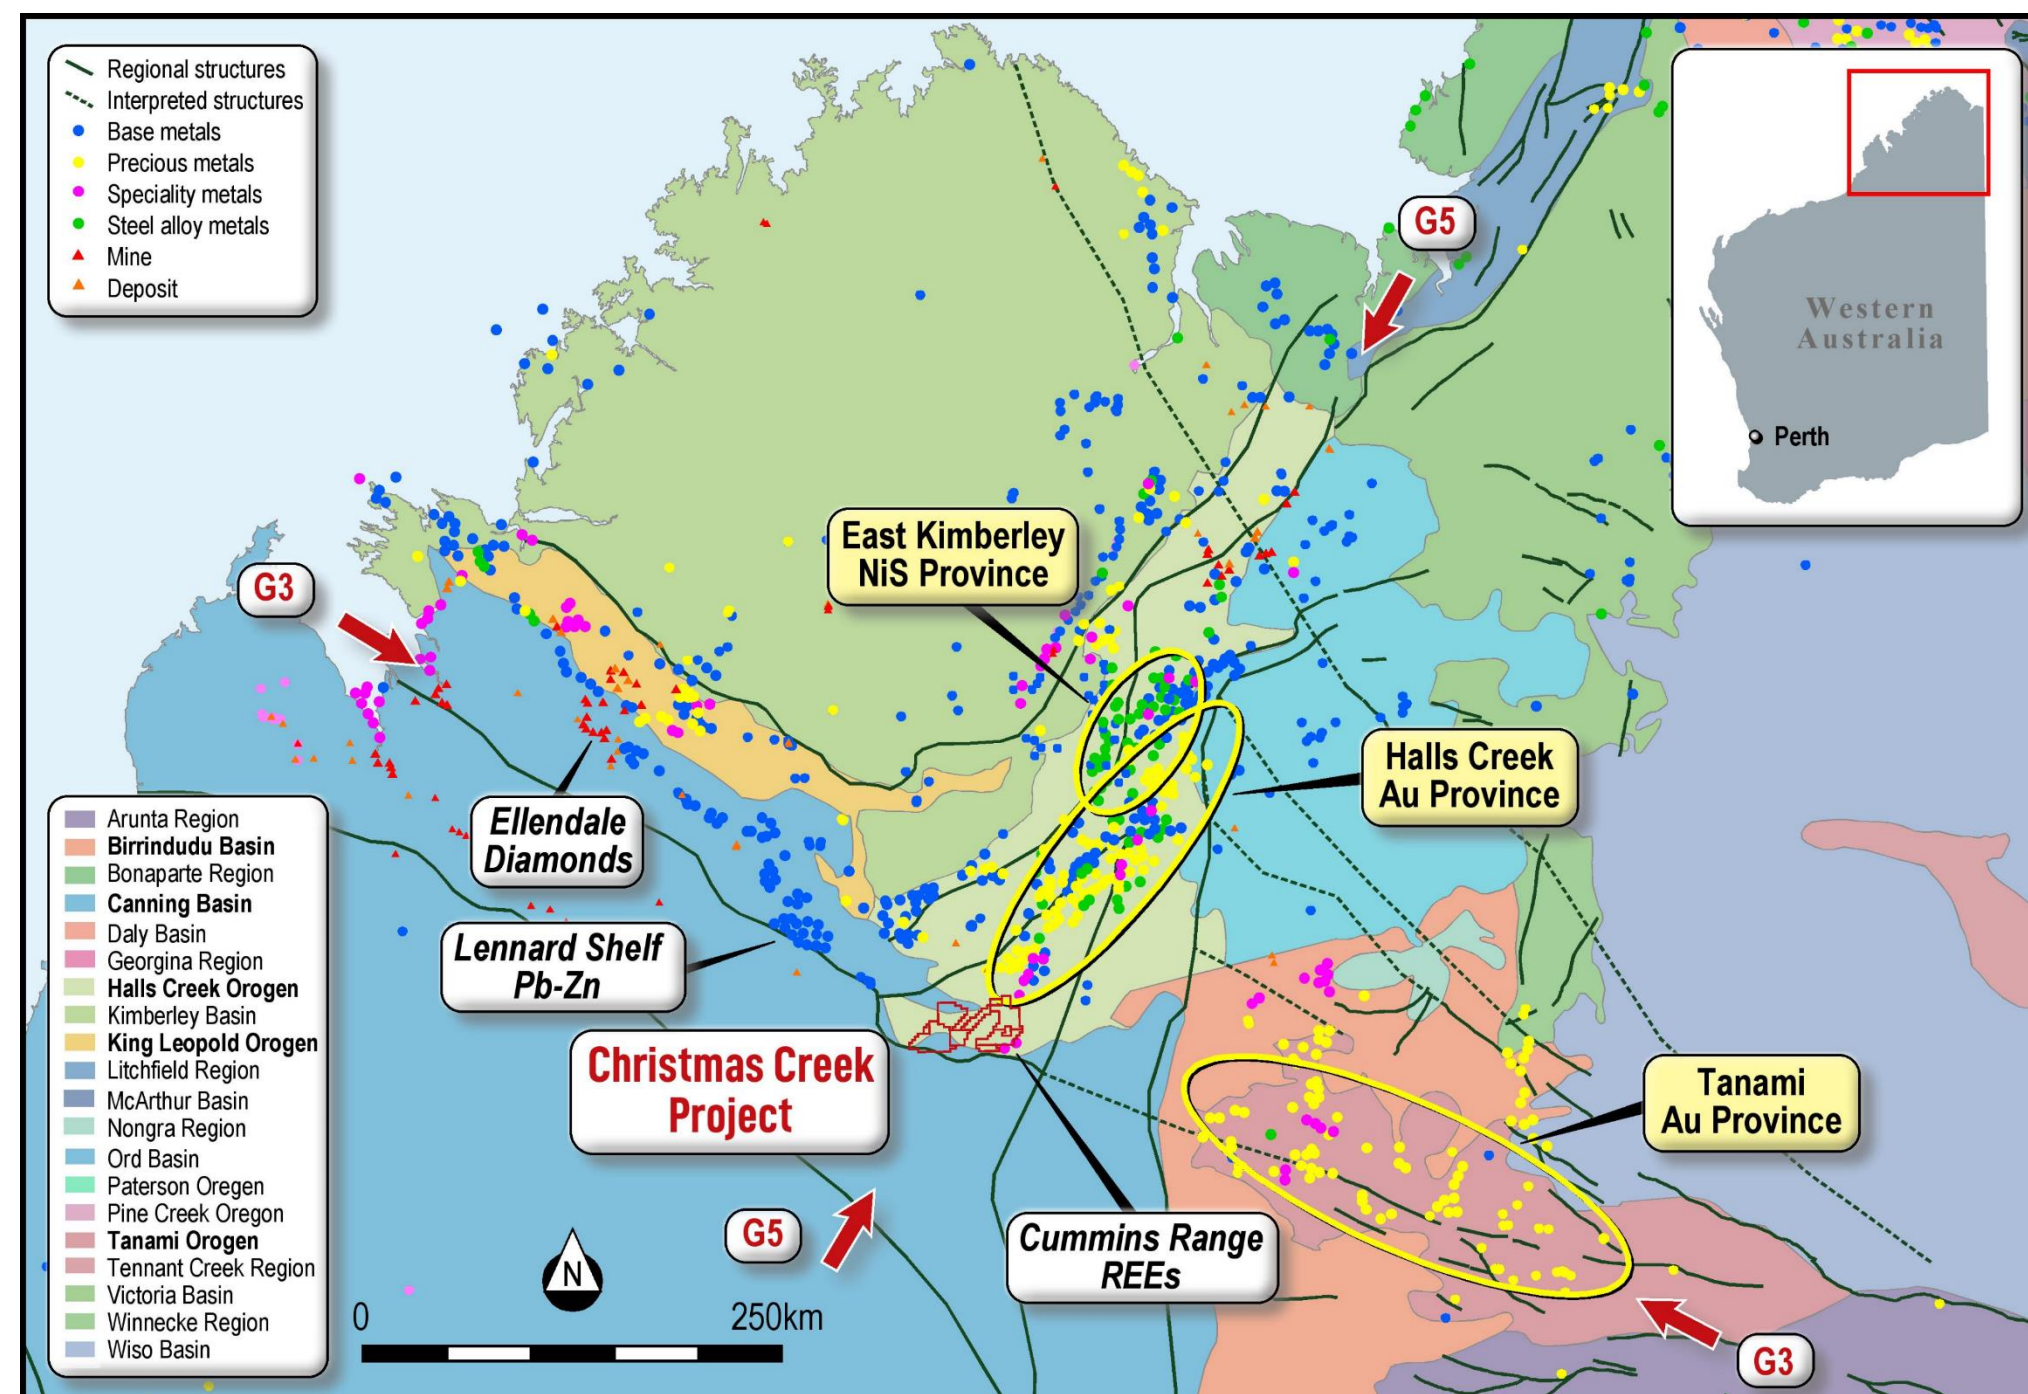 Regional structures
Interpreted structures
Base metals
Precious metals
Speciality metals
Steel alloy metals
Mine
Deposit
G5
Western
Australia
Perth
East Kimberley
NiS Province
G3
Halls Creek
Au Province
Ellendale
Diamonds
Lennard Shelf
Pb-Zn
Christmas Creek
Project
Tanami
Au Province
G5
Cummins Range
REEs
G3
Arunta Region
Birrindudu Basin
Bonaparte Region
Canning Basin
Daly Basin
Georgina Region
Halls Creek Orogen
Kimberley Basin
King Leopold Orogen
Litchfield Region
McArthur Basin
Nongra Region
Ord Basin
Paterson Oregen
Pine Creek Oregon
Tanami Orogen
Tennant Creek Region
Victoria Basin
Winnecke Region
Wiso Basin
N
0 250km